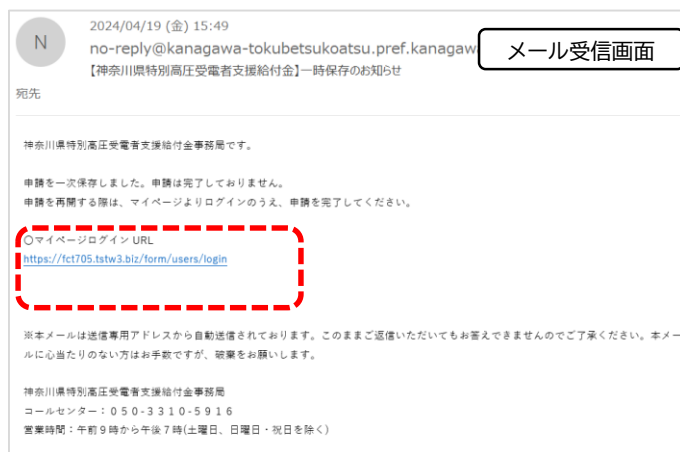 N
2024/04/19 (金) 15:49
no-reply@kanagawa-tokubetsukoatsu.pref.kanagaw
メール受信画面
【神奈川県特別高圧受電者支援給付金】一時保存のお知らせ
宛先
神奈川県特別高圧受電者支援給付金事務局です。
申請を一次保存しました。申請は完了しておりません。
申請を再開する際は、マイページよりログインのうえ、申請を完了してください。
〇マイページログイン URL
https://fct705.tstw3.biz/form/users/login
※本メールは送信専用アドレスから自動送信されております。このままご返信いただいてもお答えできませんのでご了承ください。本メー
ルに心当たりのない方はお手数ですが、破棄をお願いします。
神奈川県特別高圧受電者支援給付金事務局
コールセンター：０５０-３３１０-５９１６
営業時間：午前９時から午後７時(土曜日、日曜日・祝日を除く)